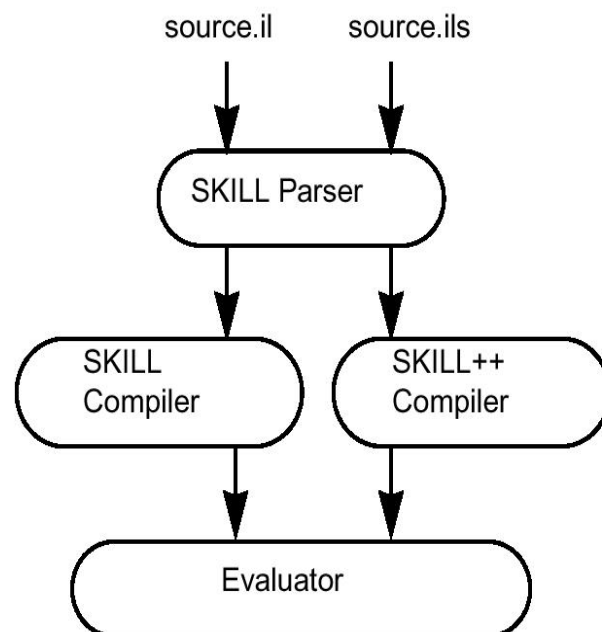 source.il source.ils
SKILL Parser
SKILL
Compiler
SKILL++
Compiler
Evaluator